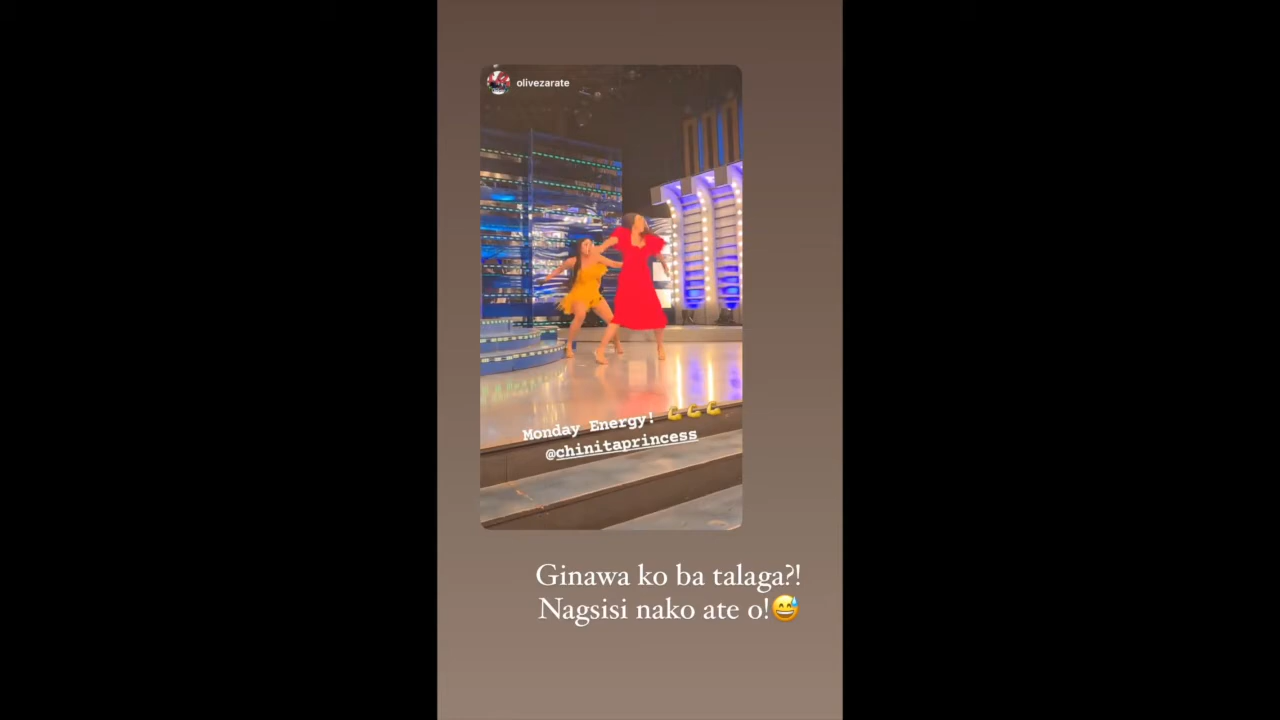 olivezarate
Monday Energy! 💪💪💪
@chinitaprincess
Ginawa ko ba talaga?!
Nagsisi nako ate o!😅